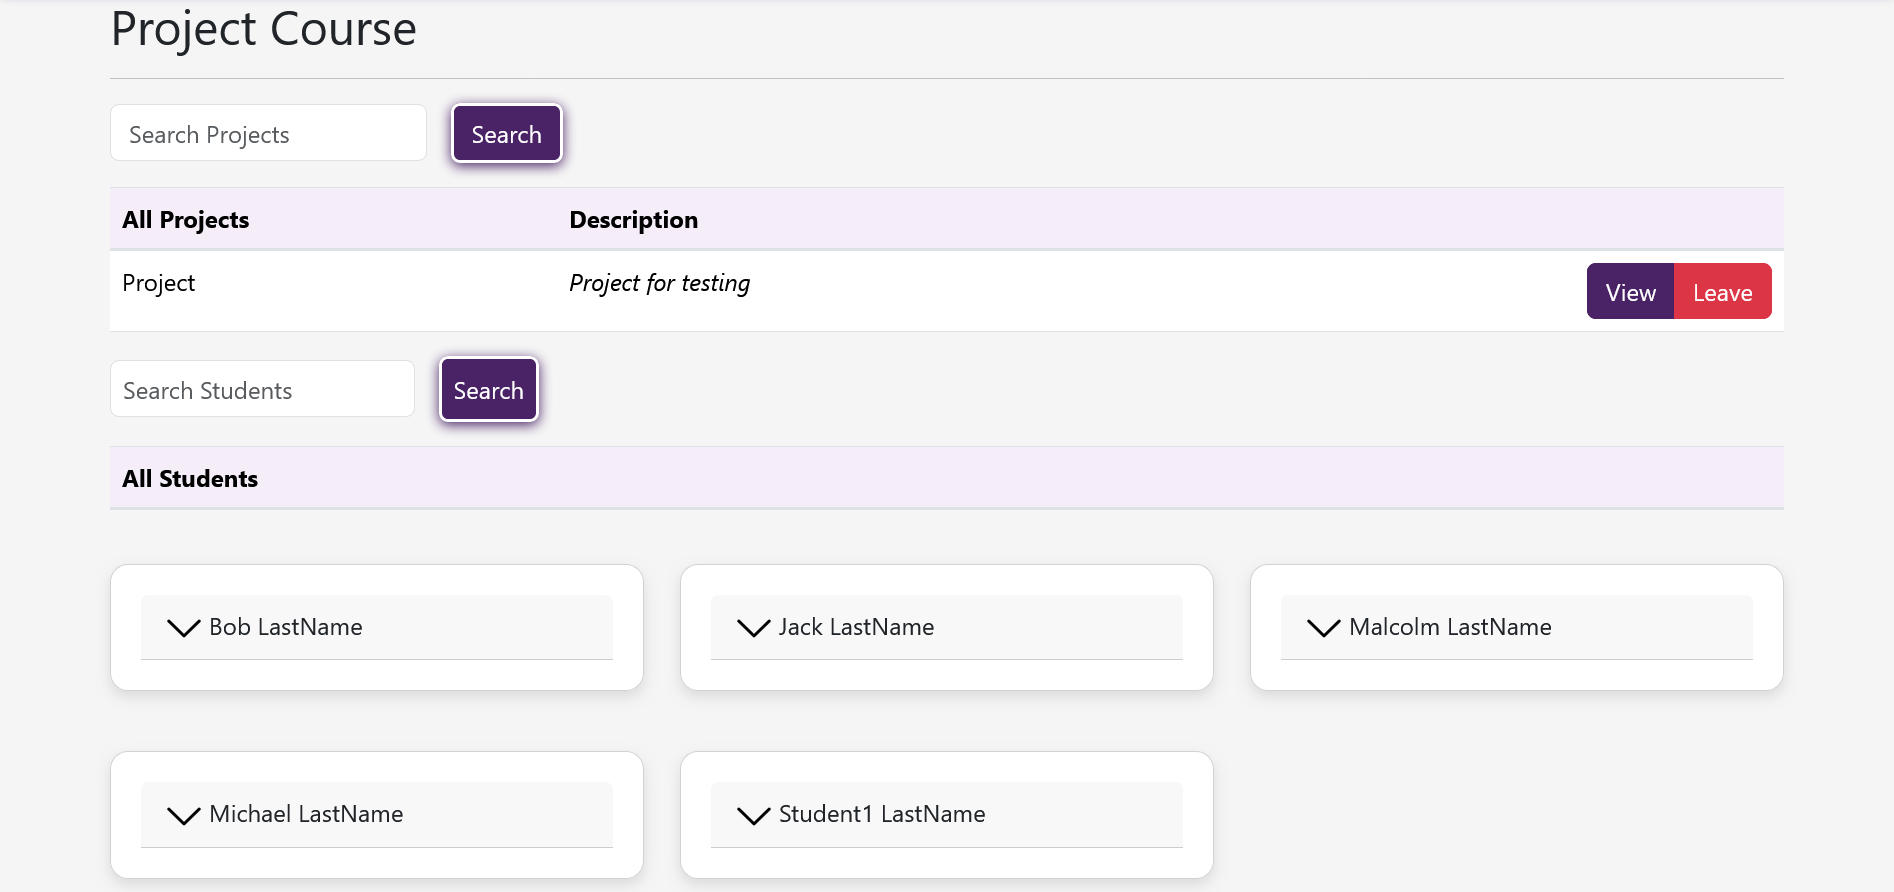 Project Course
Search Projects Search
All Projects Description
Project Project for testing View Leave
Search Students Search
All Students
Bob LastName Jack LastName Malcolm LastName
Michael LastName Student1 LastName